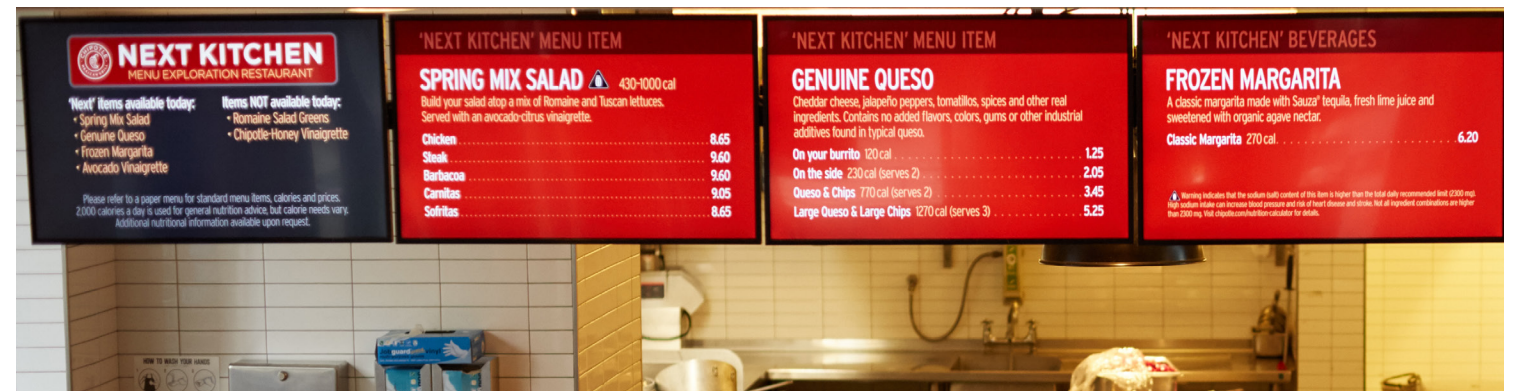 CHIPOTLE
NEXT KITCHEN
MENU EXPLORATION RESTAURANT
'Next' items available today:
• Spring Mix Salad
• Genuine Queso
• Frozen Margarita
• Avocado Vinaigrette
Items NOT available today:
• Romaine Salad Greens
• Chipotle-Honey Vinaigrette
Please refer to a paper menu for standard menu items, calories and prices.
2,000 calories a day is used for general nutrition advice, but calorie needs vary.
Additional nutritional information available upon request.
'NEXT KITCHEN' MENU ITEM
SPRING MIX SALAD 430-1000 cal
Build your salad atop a mix of Romaine and Tuscan lettuces.
Served with an avocado-citrus vinaigrette.
Chicken 8.65
Steak 9.60
Barbacoa 9.60
Carnitas 9.05
Sofritas 8.65
'NEXT KITCHEN' MENU ITEM
GENUINE QUESO
Cheddar cheese, jalapeño peppers, tomatillos, spices and other real
ingredients. Contains no added flavors, colors, gums or other industrial
additives found in typical queso.
On your burrito 120 cal 1.25
On the side 230 cal (serves 2) 2.05
Queso & Chips 770 cal (serves 2) 3.45
Large Queso & Large Chips 1270 cal (serves 3) 5.25
'NEXT KITCHEN' BEVERAGES
FROZEN MARGARITA
A classic margarita made with Sauza® tequila, fresh lime juice and
sweetened with organic agave nectar.
Classic Margarita 270 cal 6.20
Warning indicates that the sodium (salt) content of this item is higher than the total daily recommended limit (2300 mg).
High sodium intake can increase blood pressure and risk of heart disease and stroke. Not all ingredient combinations are higher
than 2300 mg. Visit chipotle.com/nutrition-calculator for details.
HOW TO WASH YOUR HANDS